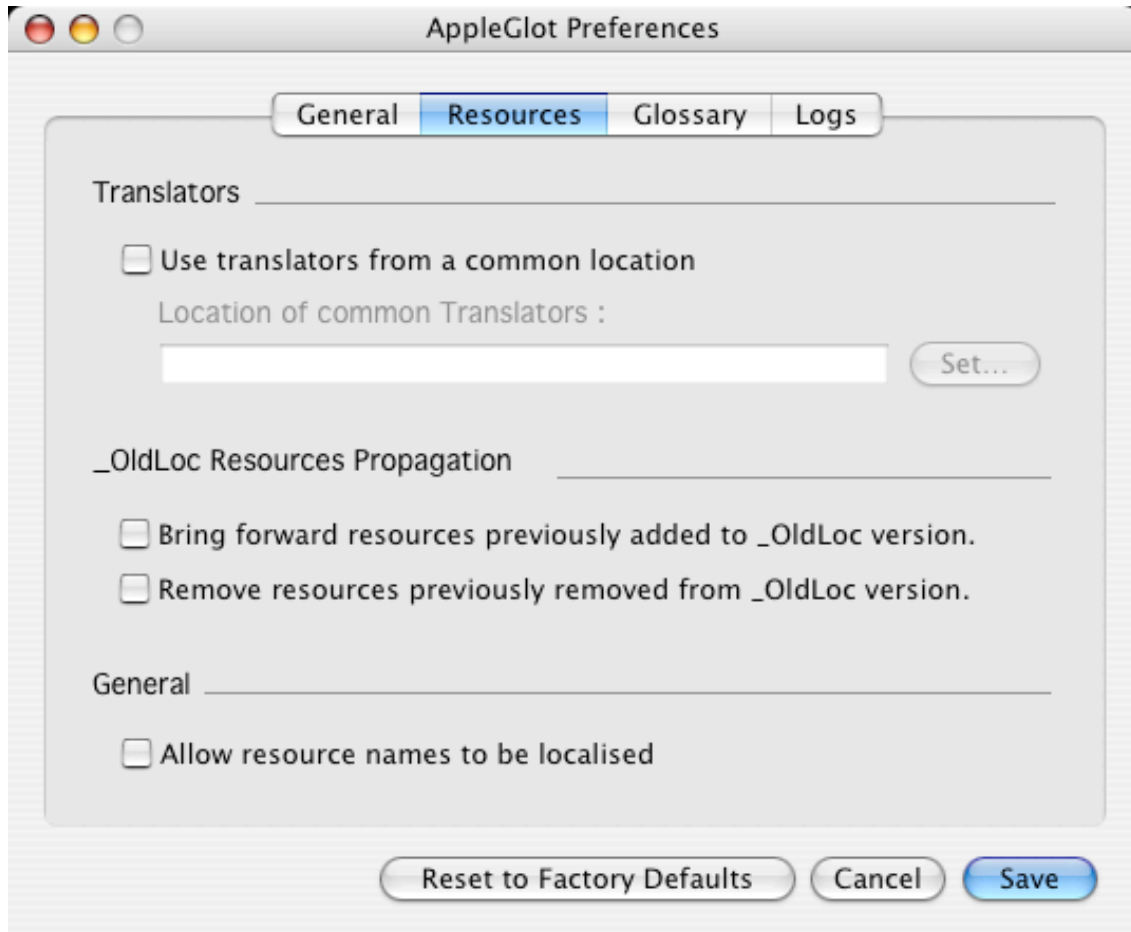 AppleGlot Preferences
General Resources Glossary Logs
Translators
Use translators from a common location
Location of common Translators :
Set...
_OldLoc Resources Propagation
Bring forward resources previously added to _OldLoc version.
Remove resources previously removed from _OldLoc version.
General
Allow resource names to be localised
Reset to Factory Defaults Cancel Save